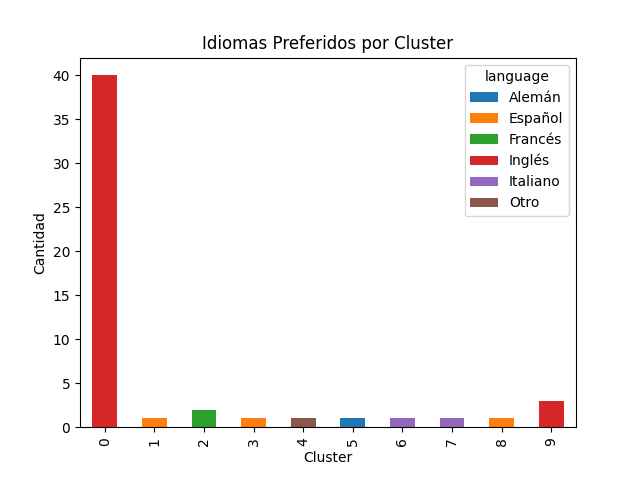 Idiomas Preferidos por Cluster
language
Alemán
Español
Francés
Inglés
Italiano
Otro
Cantidad
40
35
30
25
20
15
10
5
0
0 1 2 3 4 5 6 7 8 9
Cluster